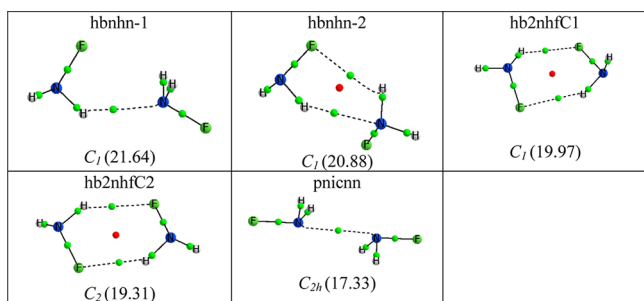 hbnhn-1
hbnhn-2
hb2nhfC1
F
N
H
H
H
H
N
F
F
N
H
H
H
N
H
F
H
H
N
F
F
N
H
H
H
C1 (21.64)
C1 (20.88)
C1 (19.97)
hb2nhfC2
pnicnn
H
H
N
F
F
N
H
H
F
N
H
H
N
F
H
H
C2 (19.31)
C2h (17.33)